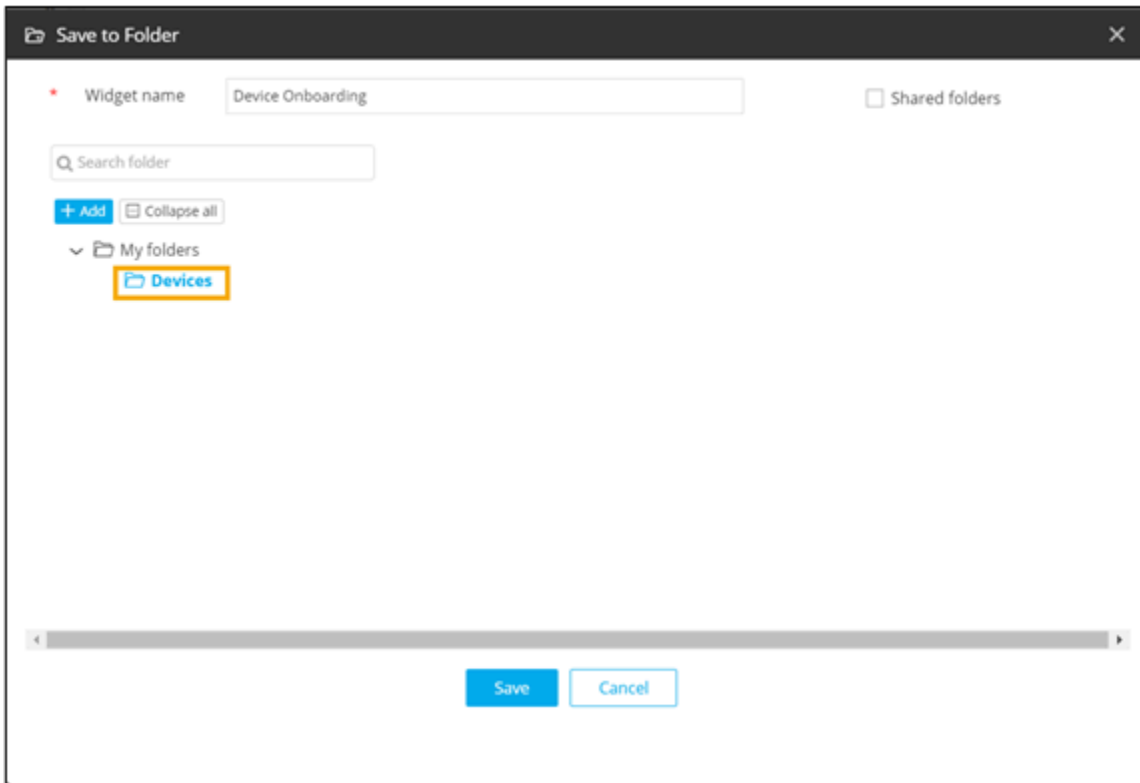 Save to Folder
* Widget name Device Onboarding Shared folders
Search folder
+ Add Collapse all
My folders
Devices
Save Cancel